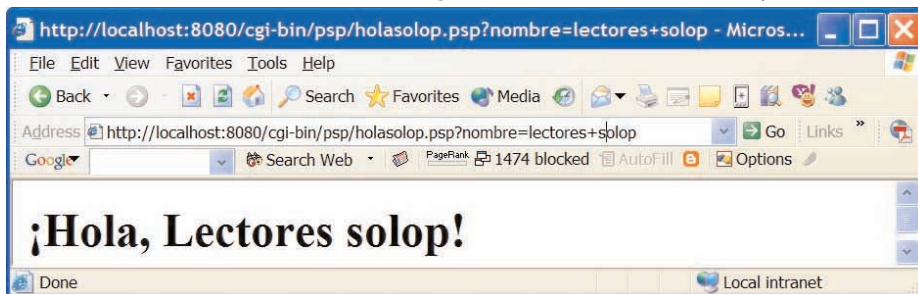 http://localhost:8080/cgi-bin/psp/holasolop.psp?nombre=lectores+solop - Micros...
File Edit View Favorites Tools Help
Back Search Favorites Media
Address http://localhost:8080/cgi-bin/psp/holasolop.psp?nombre=lectores+solop Go Links »
Google Search Web PageRank 1474 blocked AutoFill Options
¡Hola, Lectores solop!
Done Local intranet